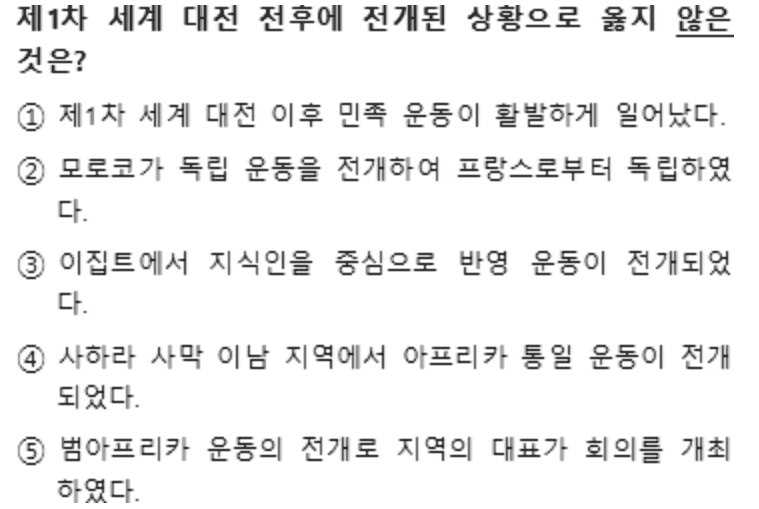 제1차 세계 대전 전후에 전개된 상황으로 옳지 않은
것은?
① 제1차 세계 대전 이후 민족 운동이 활발하게 일어났다.
② 모로코가 독립 운동을 전개하여 프랑스로부터 독립하였
다.
③ 이집트에서 지식인을 중심으로 반영 운동이 전개되었
다.
④ 사하라 사막 이남 지역에서 아프리카 통일 운동이 전개
되었다.
⑤ 범아프리카 운동의 전개로 지역의 대표가 회의를 개최
하였다.